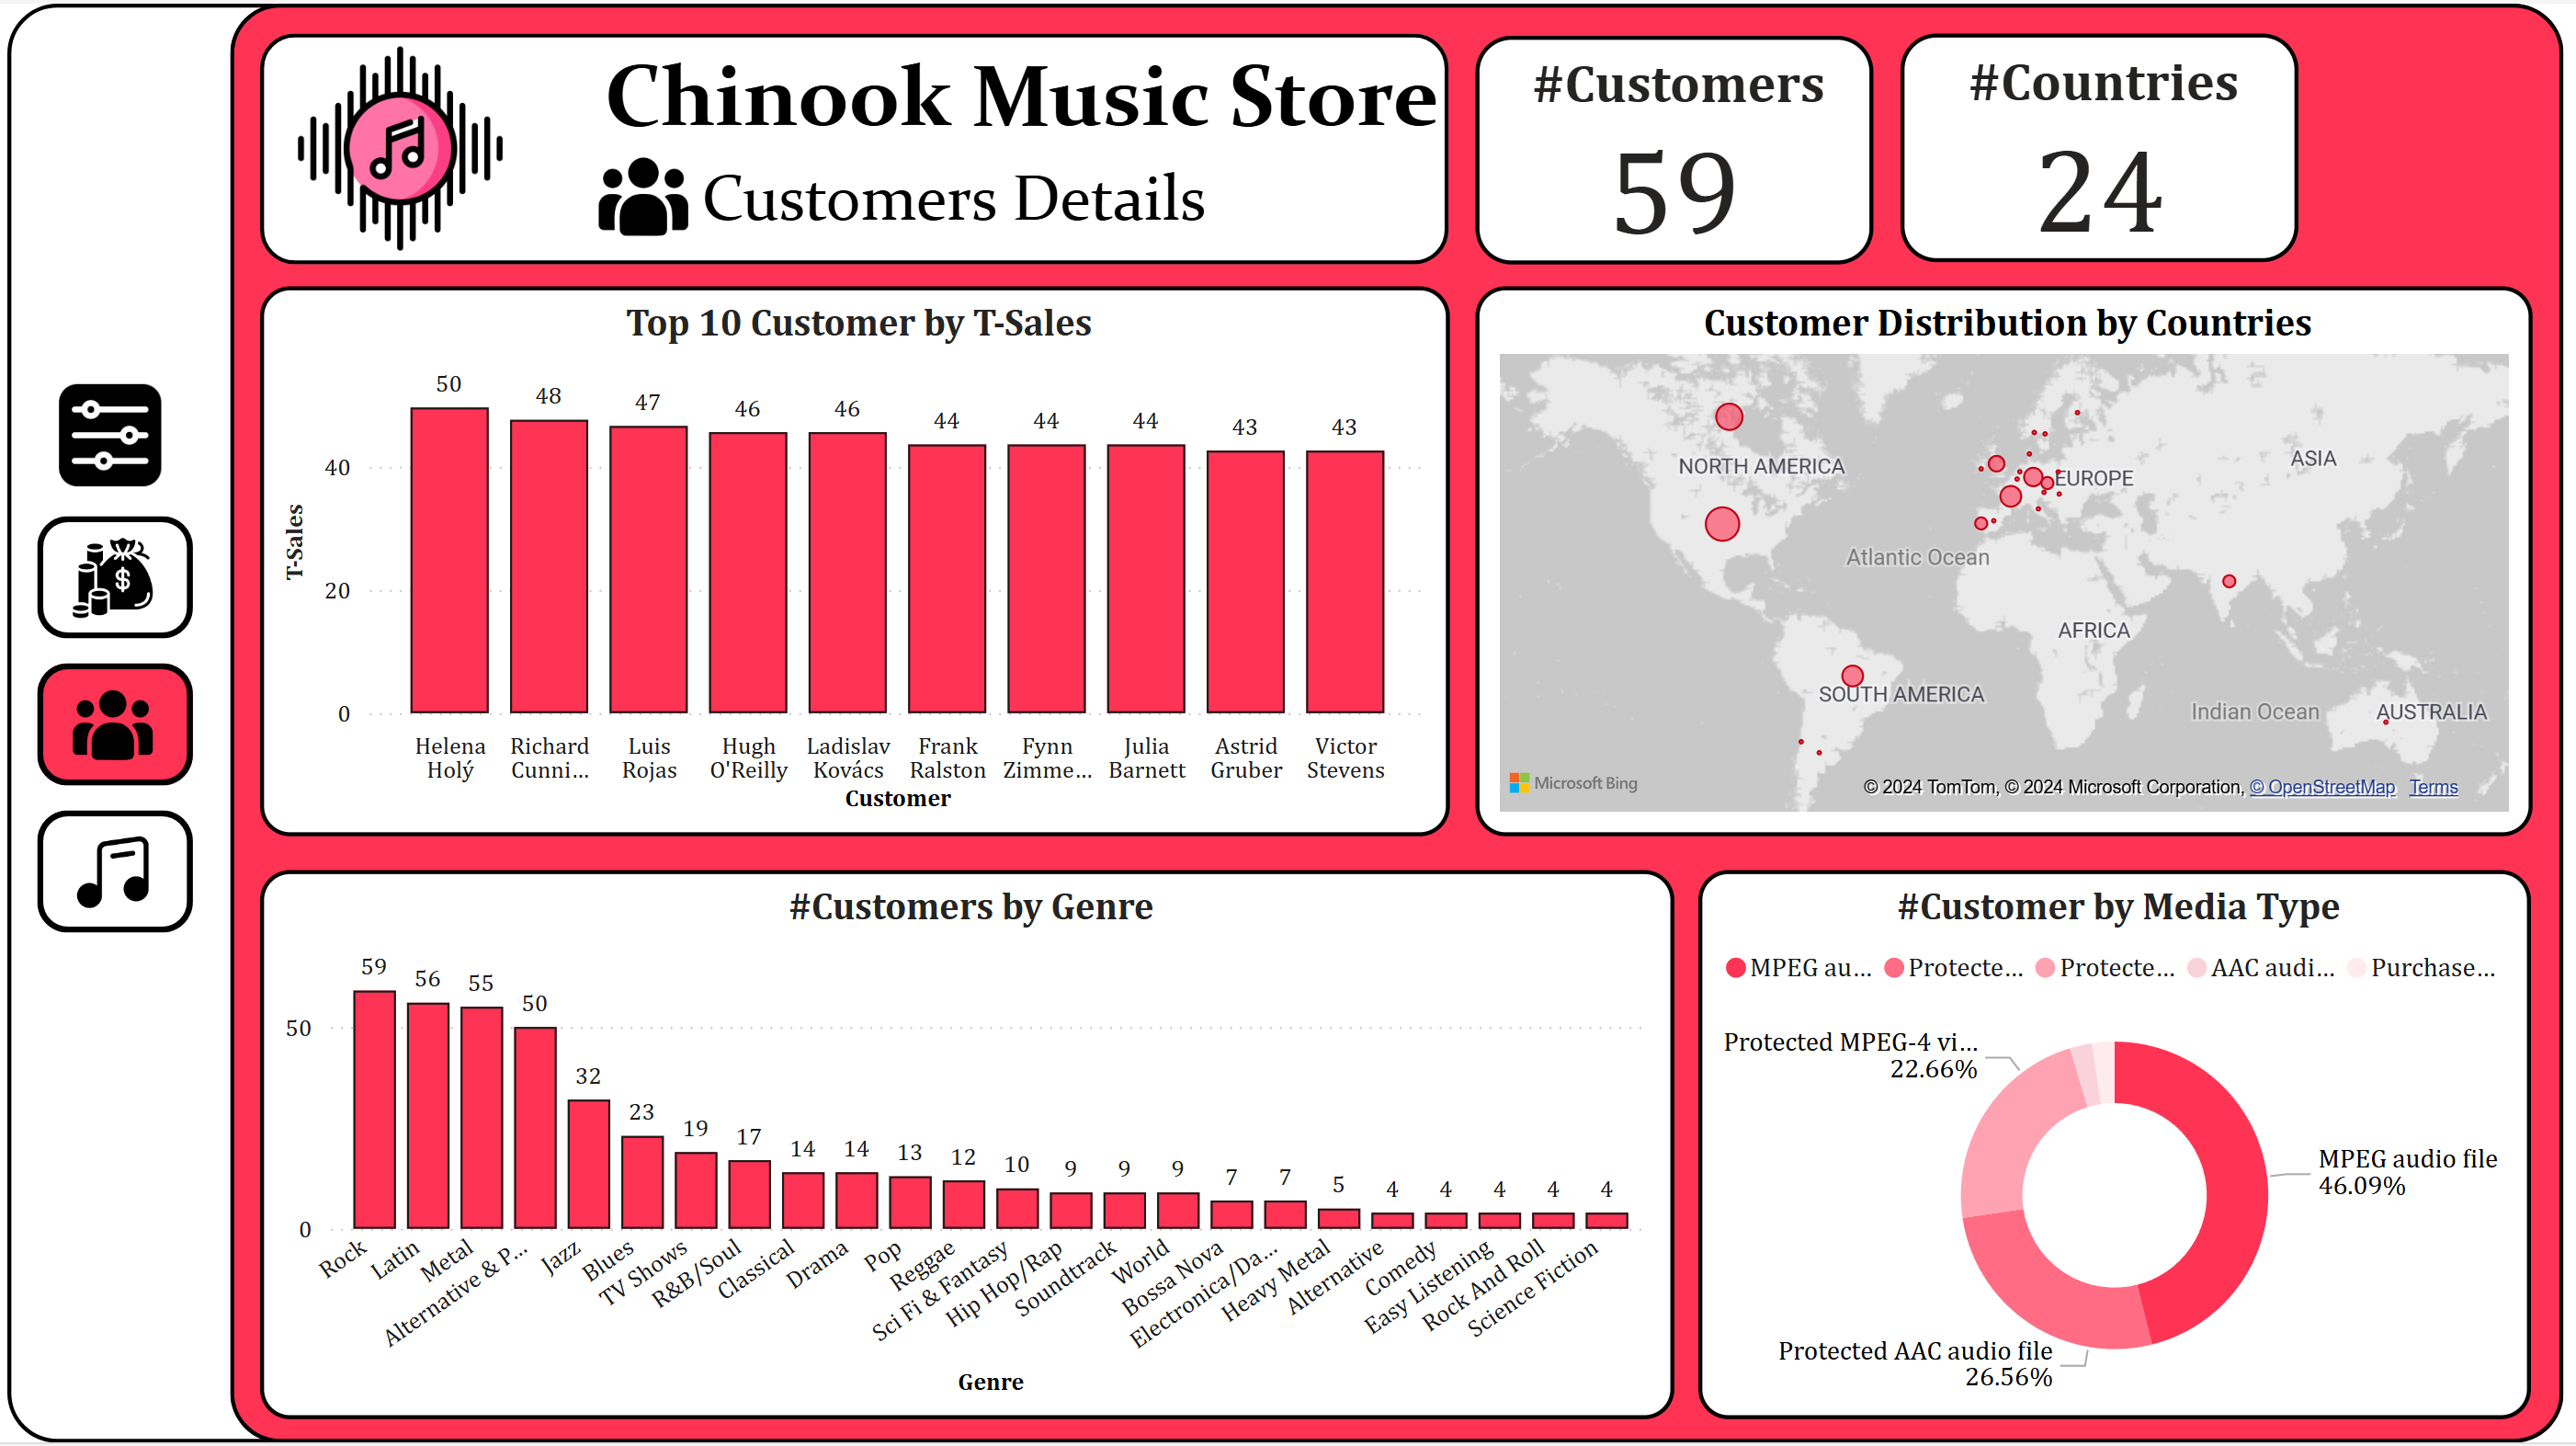 Chinook Music Store
Customers Details
#Customers
59
#Countries
24
Top 10 Customer by T-Sales
T-Sales
40
20
0
50
48
47
46
46
44
44
44
43
43
Helena Holý
Richard Cunni...
Luis Rojas
Hugh O'Reilly
Ladislav Kovács
Frank Ralston
Fynn Zimme...
Julia Barnett
Astrid Gruber
Victor Stevens
Customer
Customer Distribution by Countries
NORTH AMERICA
EUROPE
ASIA
Atlantic Ocean
AFRICA
SOUTH AMERICA
Indian Ocean
AUSTRALIA
Microsoft Bing
© 2024 TomTom, © 2024 Microsoft Corporation, © OpenStreetMap Terms
#Customers by Genre
50
0
59
56
55
50
32
23
19
17
14
14
13
12
10
9
9
9
7
7
5
4
4
4
4
4
Rock
Latin
Metal
Alternative & P...
Jazz
Blues
TV Shows
R&B/Soul
Classical
Drama
Pop
Reggae
Sci Fi & Fantasy
Hip Hop/Rap
Soundtrack
World
Bossa Nova
Electronica/Da...
Heavy Metal
Alternative
Comedy
Easy Listening
Rock And Roll
Science Fiction
Genre
#Customer by Media Type
MPEG au... Protecte... Protecte... AAC audi... Purchase...
Protected MPEG-4 vi...
22.66%
MPEG audio file
46.09%
Protected AAC audio file
26.56%